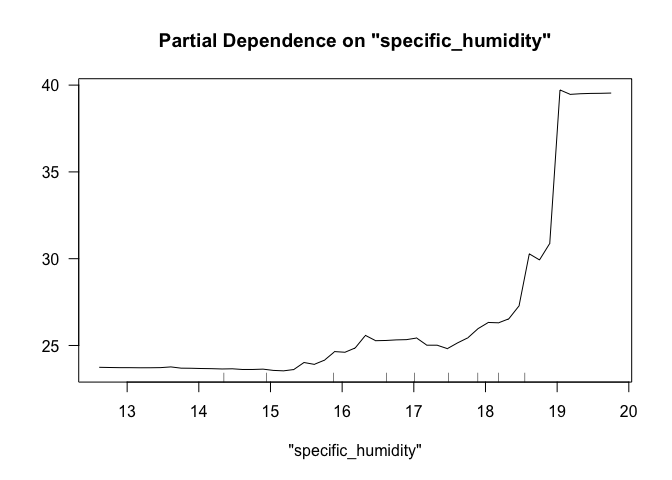 Partial Dependence on "specific_humidity"
40
35
30
25
13 14 15 16 17 18 19 20
"specific_humidity"